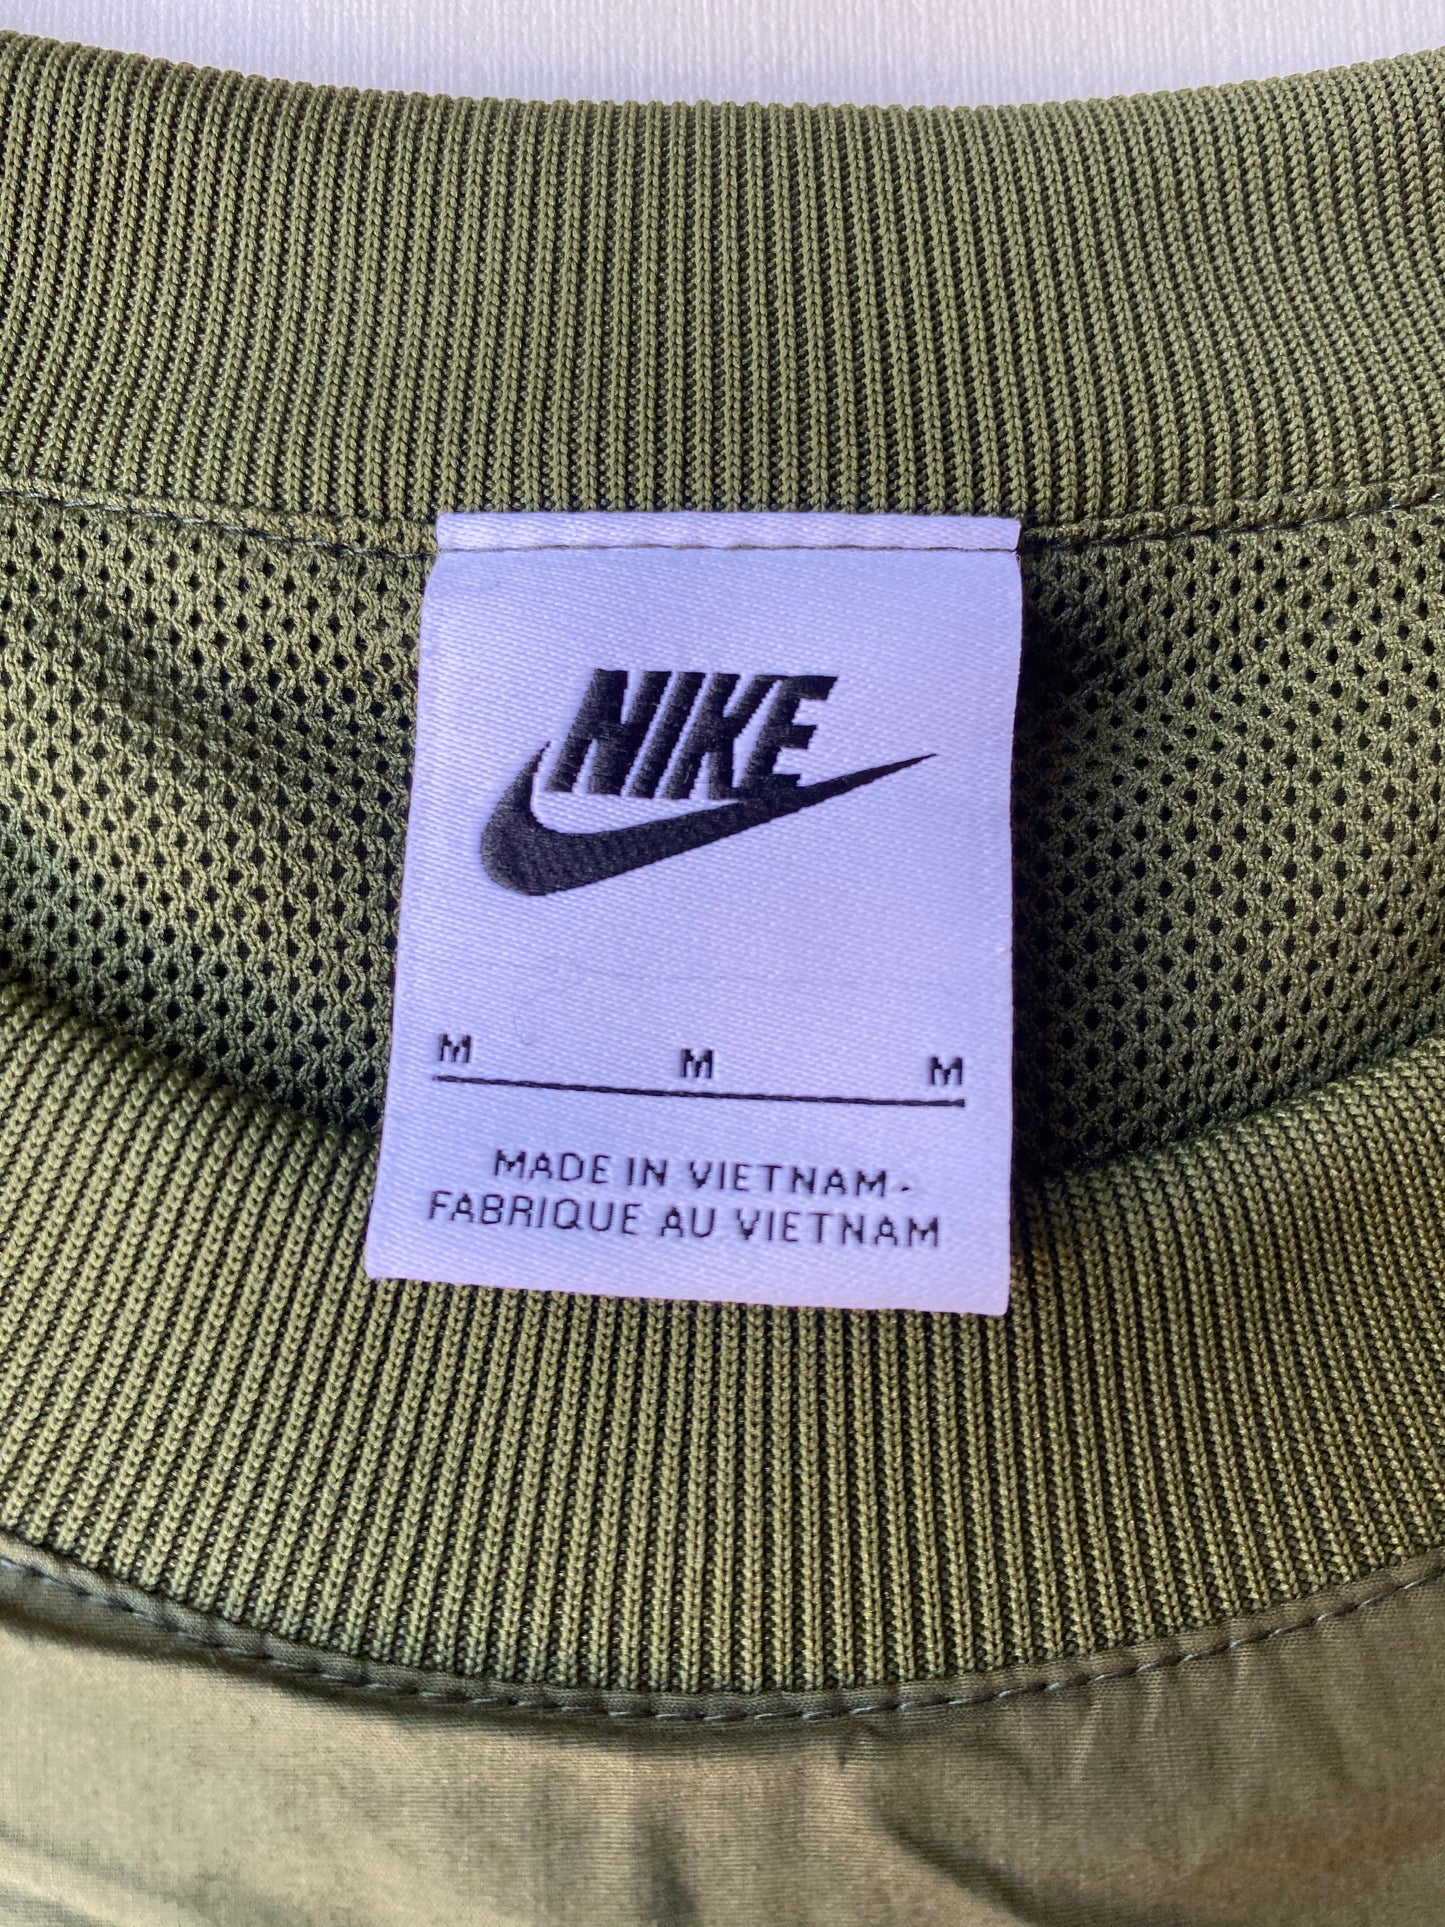 NIKE
M M M
MADE IN VIETNAM-
FABRIQUE AU VIETNAM